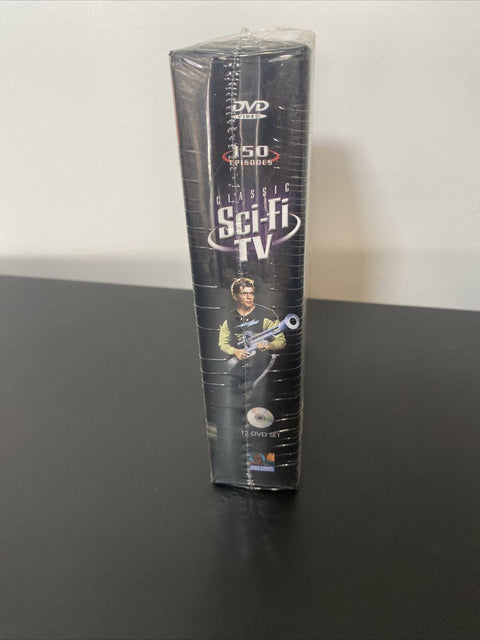 DVD
VIDEO
150
EPISODES
CLASSIC
Sci-Fi
TV
12 DVD SET